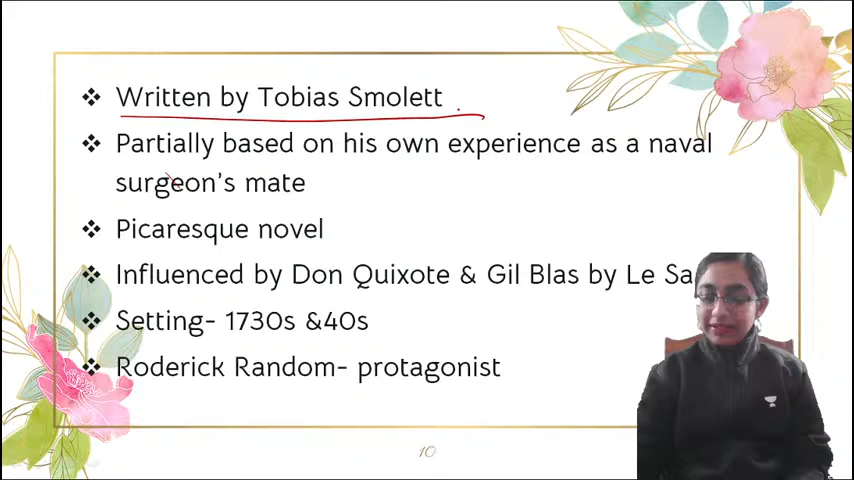 ❖ Written by Tobias Smolett
❖ Partially based on his own experience as a naval
surgeon's mate
❖ Picaresque novel
❖ Influenced by Don Quixote & Gil Blas by Le Sa
❖ Setting- 1730s &40s
❖ Roderick Random- protagonist
10